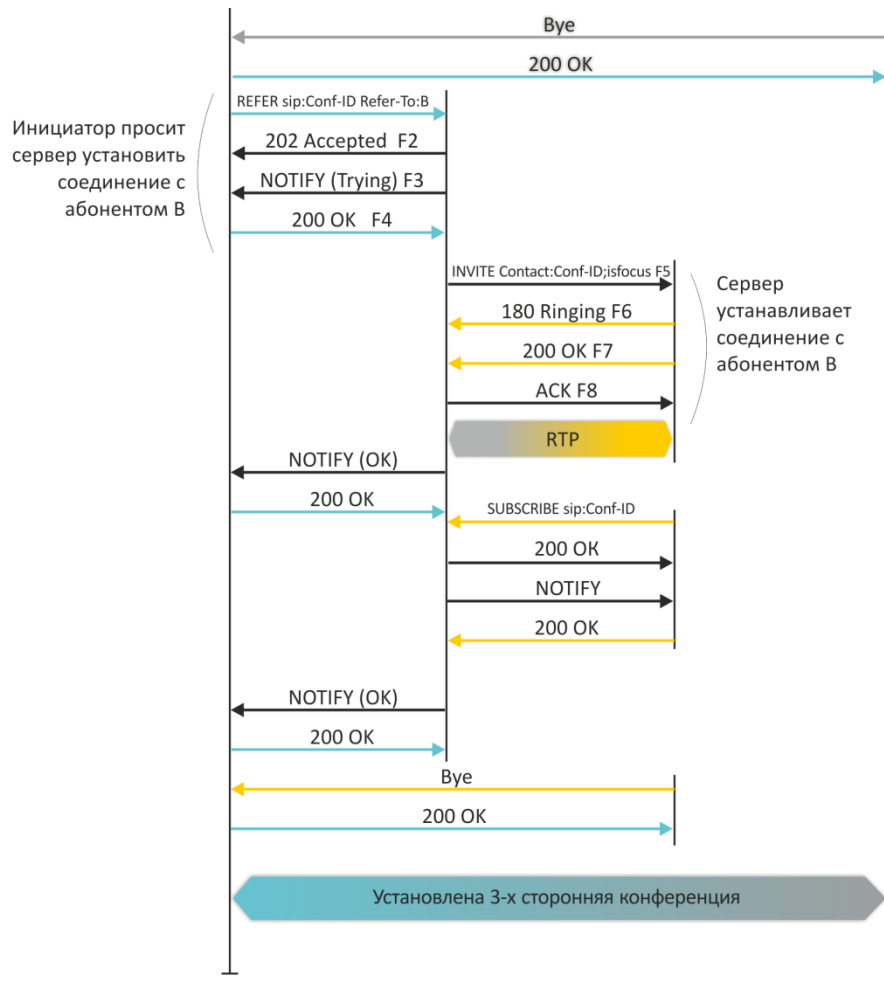 Bye
200 OK
REFER sip:Conf-ID Refer-To:B
Инициатор просит
сервер установить
соединение с
абонентом B
202 Accepted F2
NOTIFY (Trying) F3
200 OK F4
INVITE Contact:Conf-ID;isfocus F5
180 Ringing F6
200 OK F7
ACK F8
Сервер
устанавливает
соединение с
абонентом B
RTP
NOTIFY (OK)
200 OK
SUBSCRIBE sip:Conf-ID
200 OK
NOTIFY
200 OK
NOTIFY (OK)
200 OK
Bye
200 OK
Установлена 3-х сторонняя конференция